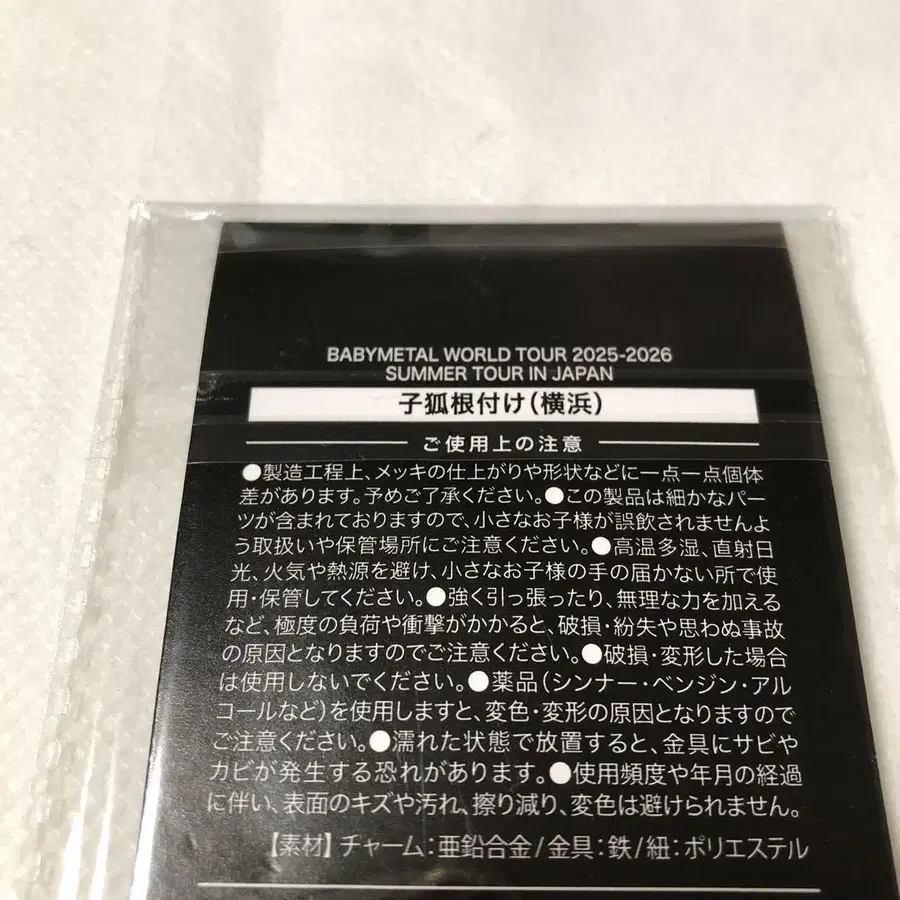 BABYMETAL WORLD TOUR 2025-2026
SUMMER TOUR IN JAPAN
子狐根付け(横浜)
ご使用上の注意
●製造工程上、メッキの仕上がりや形状などに一点一点個体
差があります。予めご了承ください。●この製品は細かなパー
ツが含まれておりますので、小さなお子様が誤飲されませんよ
う取扱いや保管場所にご注意ください。●高温多湿、直射日
光、火気や熱源を避け、小さなお子様の手の届かない所で使
用・保管してください。●強く引っ張ったり、無理な力を加える
など、極度の負荷や衝撃がかかると、破損・紛失や思わぬ事故
の原因となりますのでご注意ください。●破損・変形した場合
は使用しないでください。●薬品(シンナー・ベンジン・アル
コールなど)を使用しますと、変色・変形の原因となりますので
ご注意ください。●濡れた状態で放置すると、金具にサビや
カビが発生する恐れがあります。●使用頻度や年月の経過
に伴い、表面のキズや汚れ、擦り減り、変色は避けられません。
【素材】チャーム:亜鉛合金/金具:鉄/紐:ポリエステル